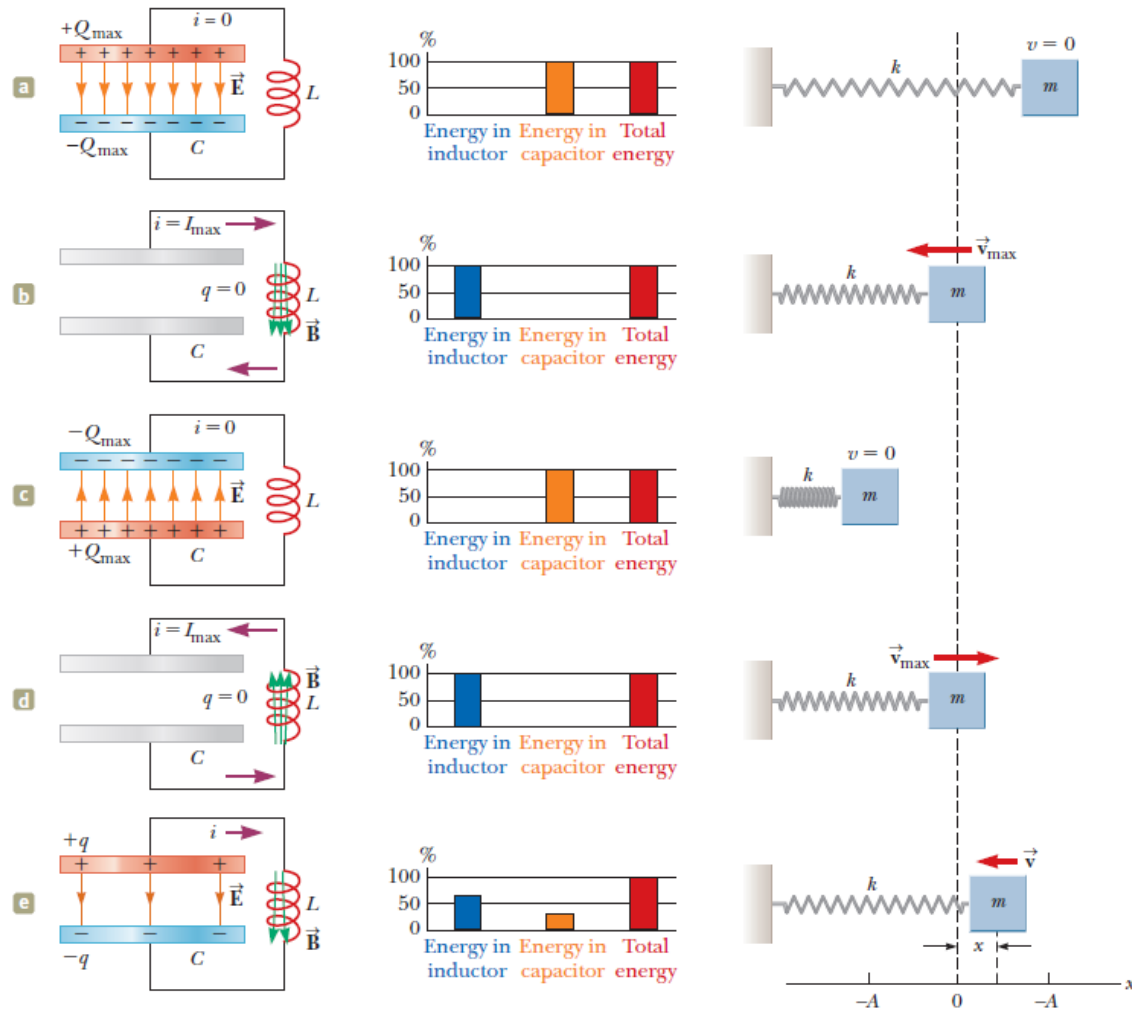 a
+Qmax
i = 0
+ + + + + + +
E
L
− − − − − − −
−Qmax
C
%
100
50
0
Energy in Energy in Total
inductor capacitor energy
k
v = 0
m
b
i = Imax
q = 0
L
B
C
%
100
50
0
Energy in Energy in Total
inductor capacitor energy
k
vmax
m
c
−Qmax
i = 0
− − − − − − −
E
L
+ + + + + + +
+Qmax
C
%
100
50
0
Energy in Energy in Total
inductor capacitor energy
k
v = 0
m
d
i = Imax
q = 0
B
L
C
%
100
50
0
Energy in Energy in Total
inductor capacitor energy
vmax
k
m
e
+q
i
+ + +
E
L
− − −
B
−q
C
%
100
50
0
Energy in Energy in Total
inductor capacitor energy
k
v
m
x
−A 0 −A
x